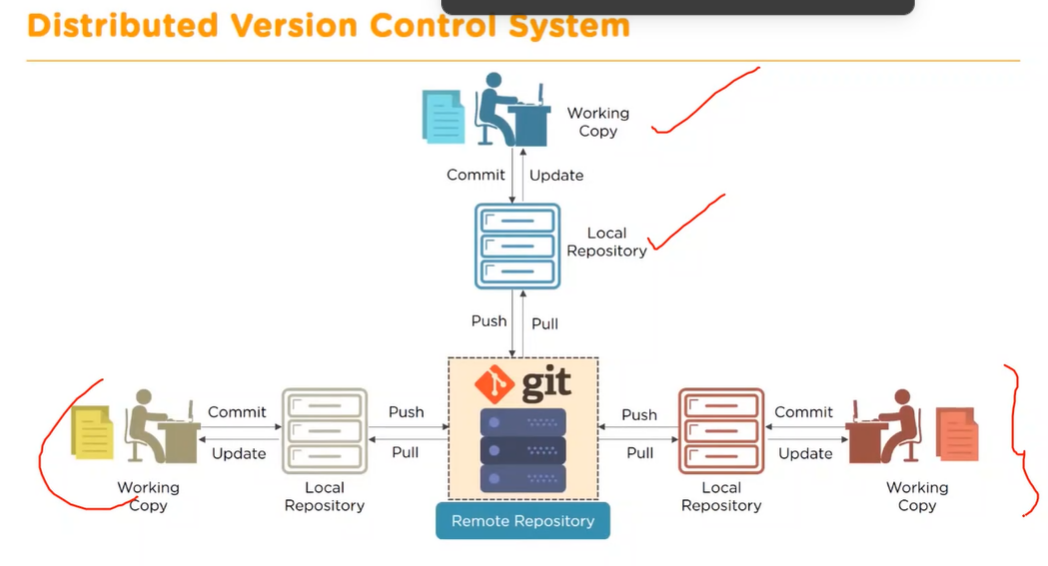 Distributed Version Control System
Working
Copy
Commit
Update
Local
Repository
Push
Pull
git
Commit
Update
Push
Pull
Push
Pull
Commit
Update
Working
Copy
Local
Repository
Local
Repository
Working
Copy
Remote Repository